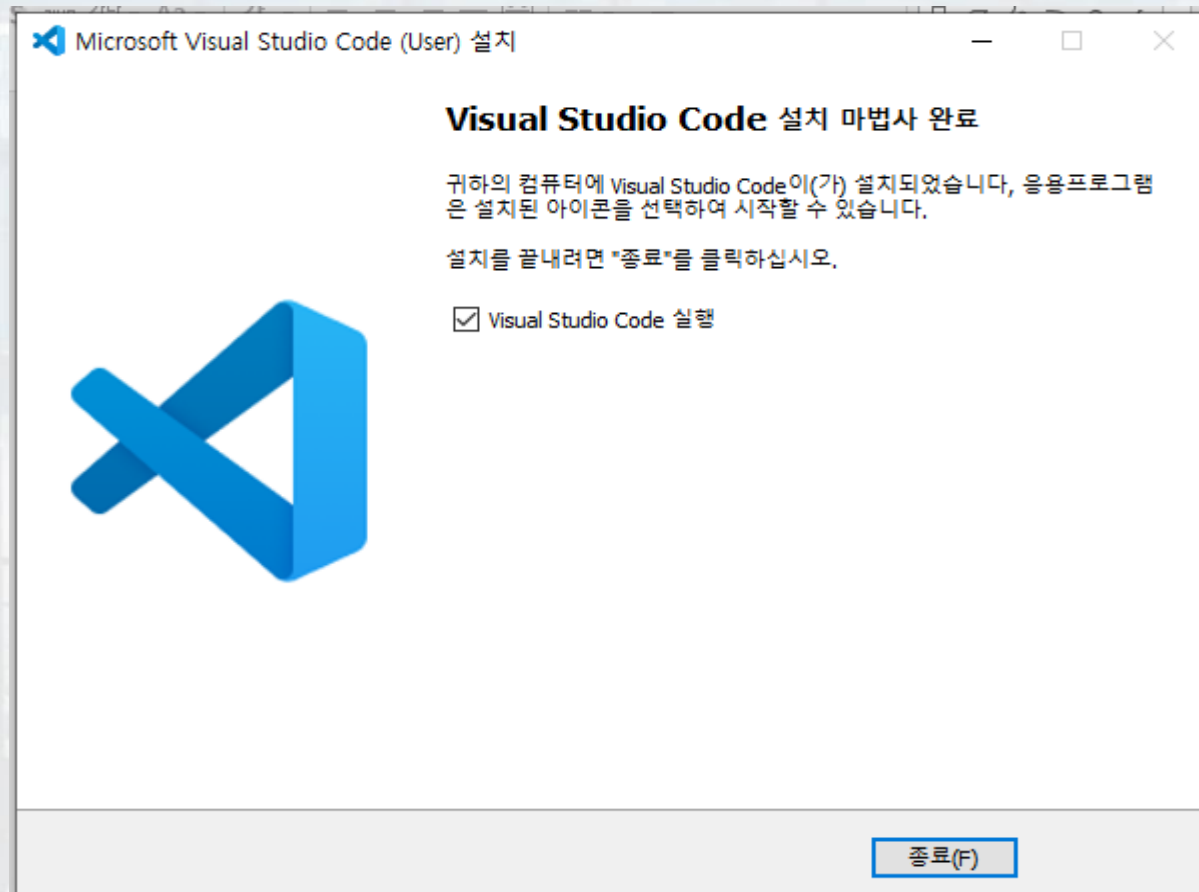 Microsoft Visual Studio Code (User) 설치
Visual Studio Code 설치 마법사 완료
귀하의 컴퓨터에 Visual Studio Code이(가) 설치되었습니다, 응용프로그램
은 설치된 아이콘을 선택하여 시작할 수 있습니다.
설치를 끝내려면 "종료"를 클릭하십시오.
Visual Studio Code 실행
종료(F)